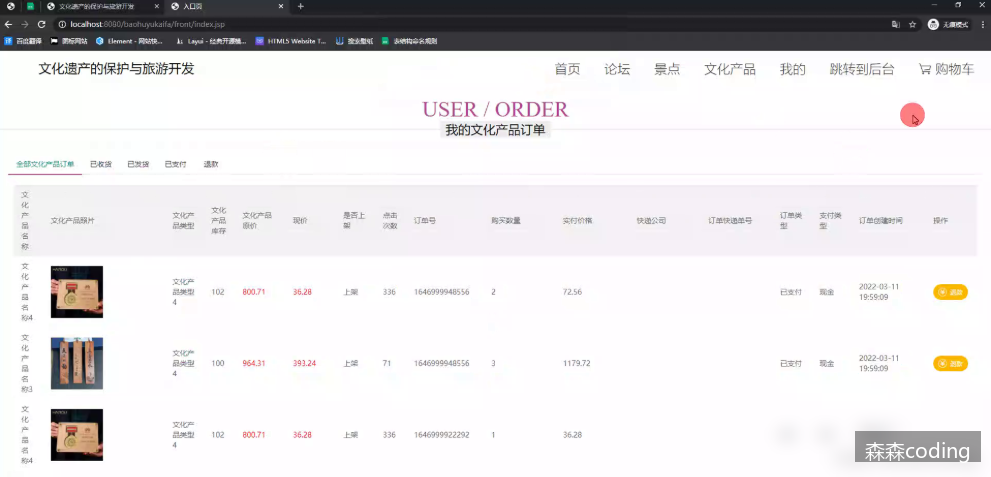 文化遗产的保护与旅游开发
入口页
localhost:8080/baohuyukaifa/front/index.jsp
无痕模式
百度翻译 图标网站 Element - 网站快... Layui - 经典开源模... HTML5 Website T... 搜索壁纸 表结构命名规则
文化遗产的保护与旅游开发
首页 论坛 景点 文化产品 我的 跳转到后台 购物车
USER / ORDER
我的文化产品订单
全部文化产品订单 已收货 已发货 已支付 退款
文化产品名称 文化产品照片 文化产品类型 文化产品库存 文化产品原价 现价 是否上架 点击次数 订单号 购买数量 实付价格 快递公司 订单快递单号 订单类型 支付类型 订单创建时间 操作
文化产品名称4 文化产品类型4 102 800.71 36.28 上架 336 1646999948556 2 72.56 已支付 现金 2022-03-11 19:59:09 退款
文化产品名称3 文化产品类型4 100 964.31 393.24 上架 71 1646999948556 3 1179.72 已支付 现金 2022-03-11 19:59:09 退款
文化产品名称4 文化产品类型4 102 800.71 36.28 上架 336 1646999922292 1 36.28
森森coding